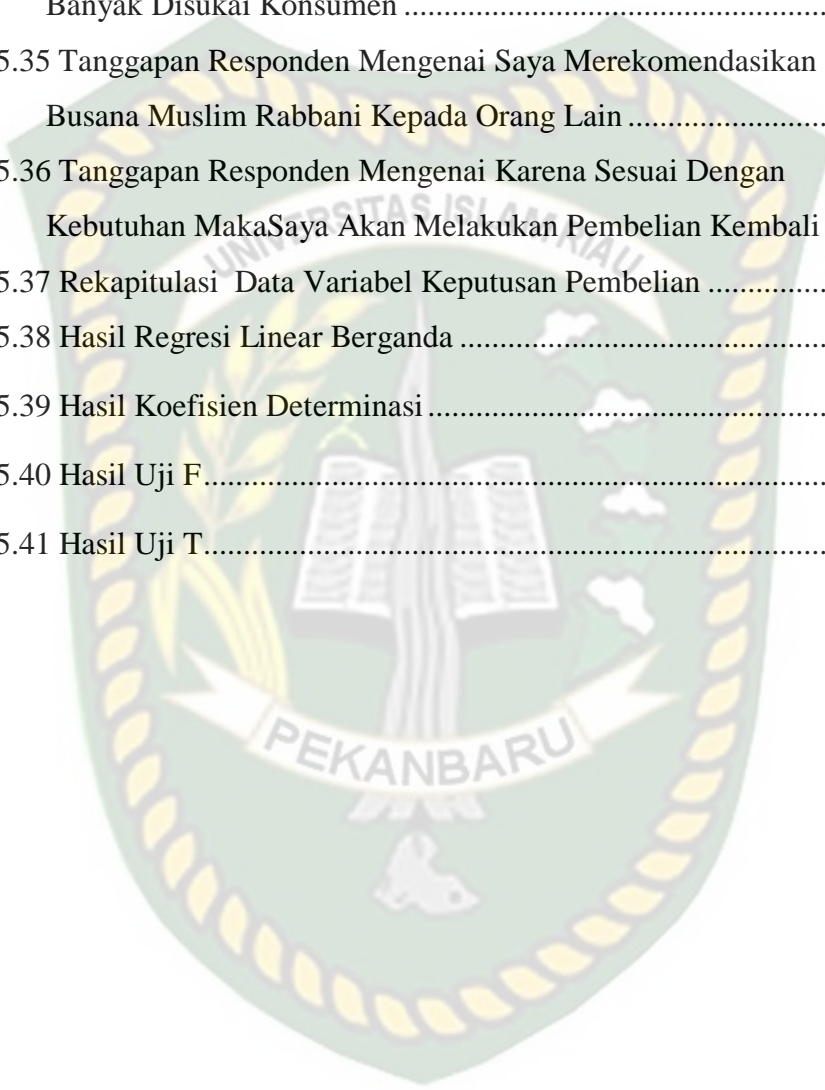 Banyak Disukai Konsumen ................................................
5.35 Tanggapan Responden Mengenai Saya Merekomendasikan
Busana Muslim Rabbani Kepada Orang Lain .......................
5.36 Tanggapan Responden Mengenai Karena Sesuai Dengan
Kebutuhan MakaSaya Akan Melakukan Pembelian Kembali
5.37 Rekapitulasi Data Variabel Keputusan Pembelian ..............
5.38 Hasil Regresi Linear Berganda ...........................................
5.39 Hasil Koefisien Determinasi ...............................................
5.40 Hasil Uji F...........................................................................
5.41 Hasil Uji T...........................................................................
UNIVERSITAS ISLAM RIAU
PEKANBARU